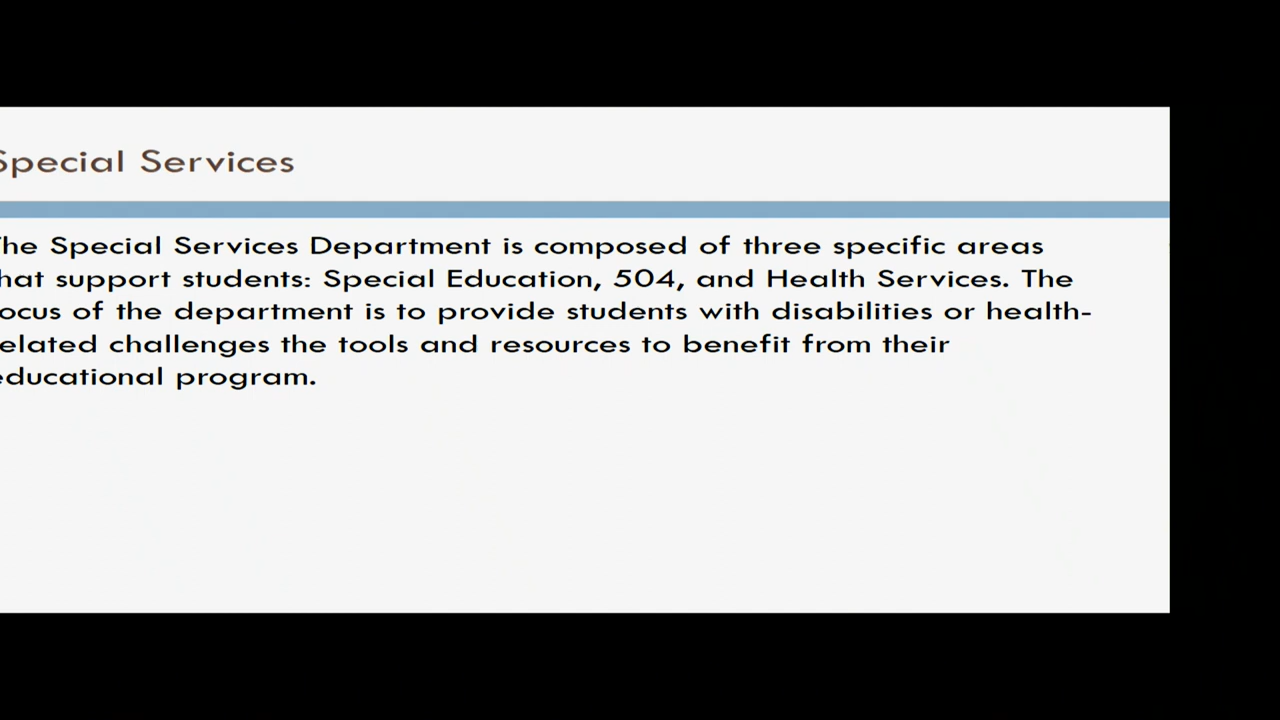 Special Services
The Special Services Department is composed of three specific areas
that support students: Special Education, 504, and Health Services. The
focus of the department is to provide students with disabilities or health-
related challenges the tools and resources to benefit from their
educational program.